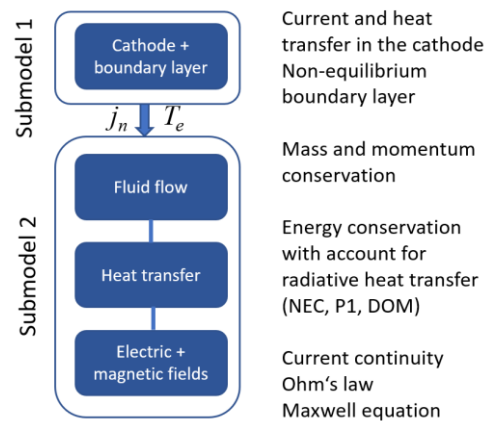 Submodel 1
Cathode +
boundary layer
Current and heat
transfer in the cathode
Non-equilibrium
boundary layer
j_n T_e
Submodel 2
Fluid flow
Mass and momentum
conservation
Heat transfer
Energy conservation
with account for
radiative heat transfer
(NEC, P1, DOM)
Electric +
magnetic fields
Current continuity
Ohm‘s law
Maxwell equation